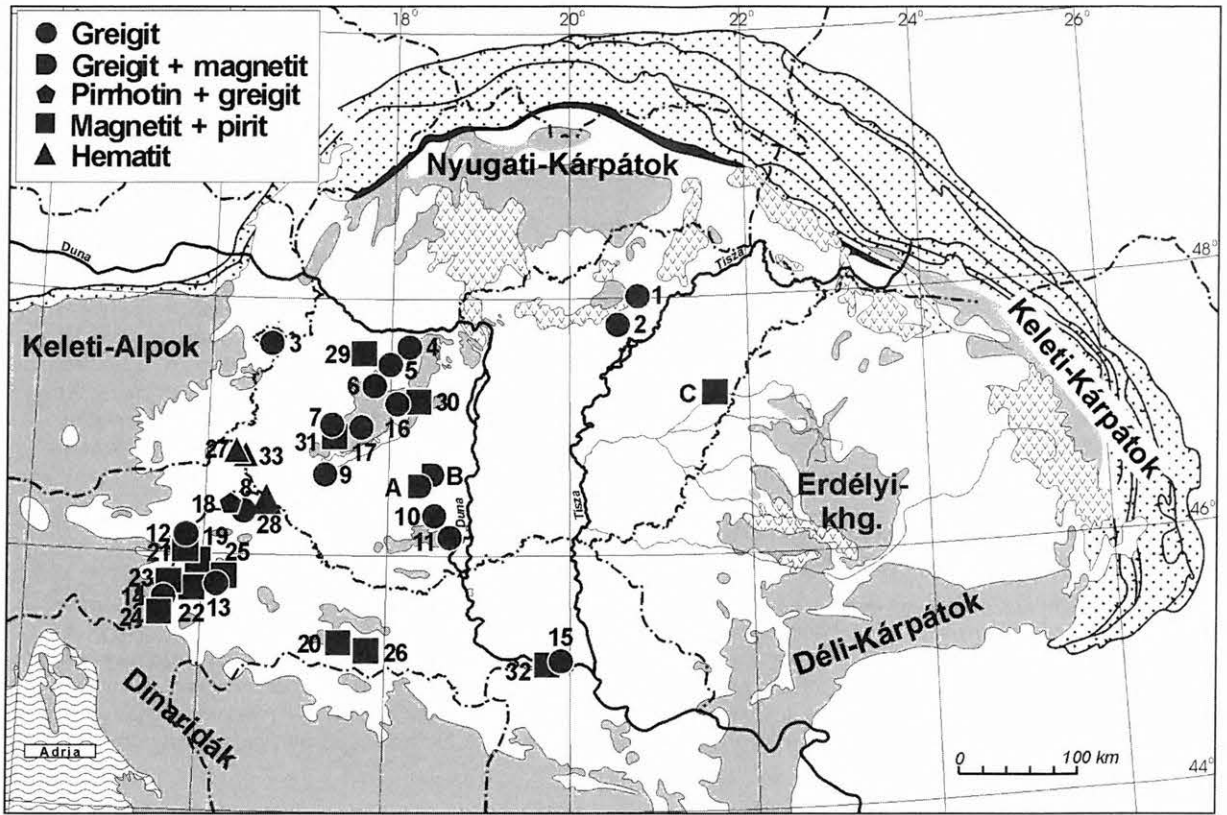 Greigit
Greigit + magnetit
Pirrhotin + greigit
Magnetit + pirit
Hematit
18°
20°
22°
24°
26°
Nyugati-Kárpátok
Duna
Tisza
48°
1
2
Keleti-Alpok
3
29
4
5
6
Keleti-Kárpátok
C
30
7
16
31
17
27
33
9
B
A
8
18
28
10
Duna
Tisza
Erdélyi-
khg.
46°
12
19
11
21
25
23
14
22
13
24
20
26
15
32
Déli-Kárpátok
Dinaridák
Adria
0
100 km
18
20
22
44°